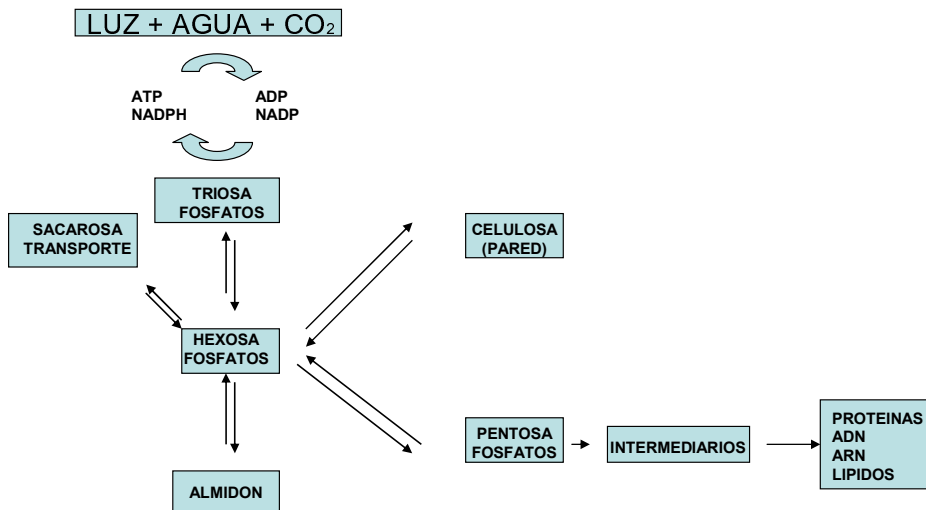 LUZ + AGUA + CO₂
ATP
NADPH
ADP
NADP
TRIOSA
FOSFATOS
SACAROSA
TRANSPORTE
CELULOSA
(PARED)
HEXOSA
FOSFATOS
PENTOSA
FOSFATOS
INTERMEDIARIOS
PROTEINAS
ADN
ARN
LIPIDOS
ALMIDON